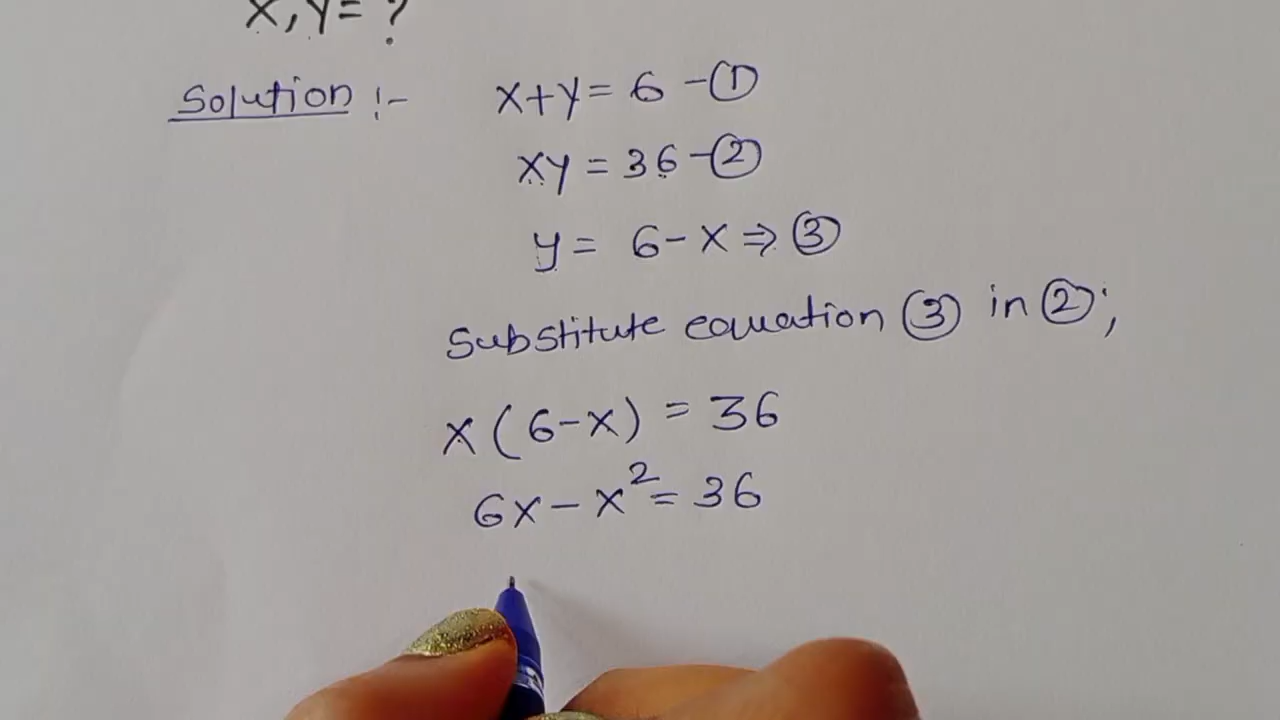 x,y=?
Solution :-
x+y=6 -①
xy=36-②
y= 6-x⇒③
Substitute equation ③ in ②;
x(6-x)=36
6x-x²=36